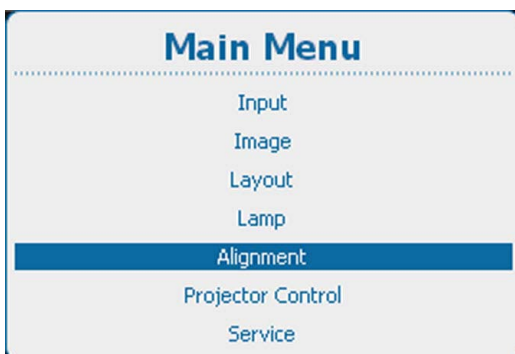 Main Menu
Input
Image
Layout
Lamp
Alignment
Projector Control
Service